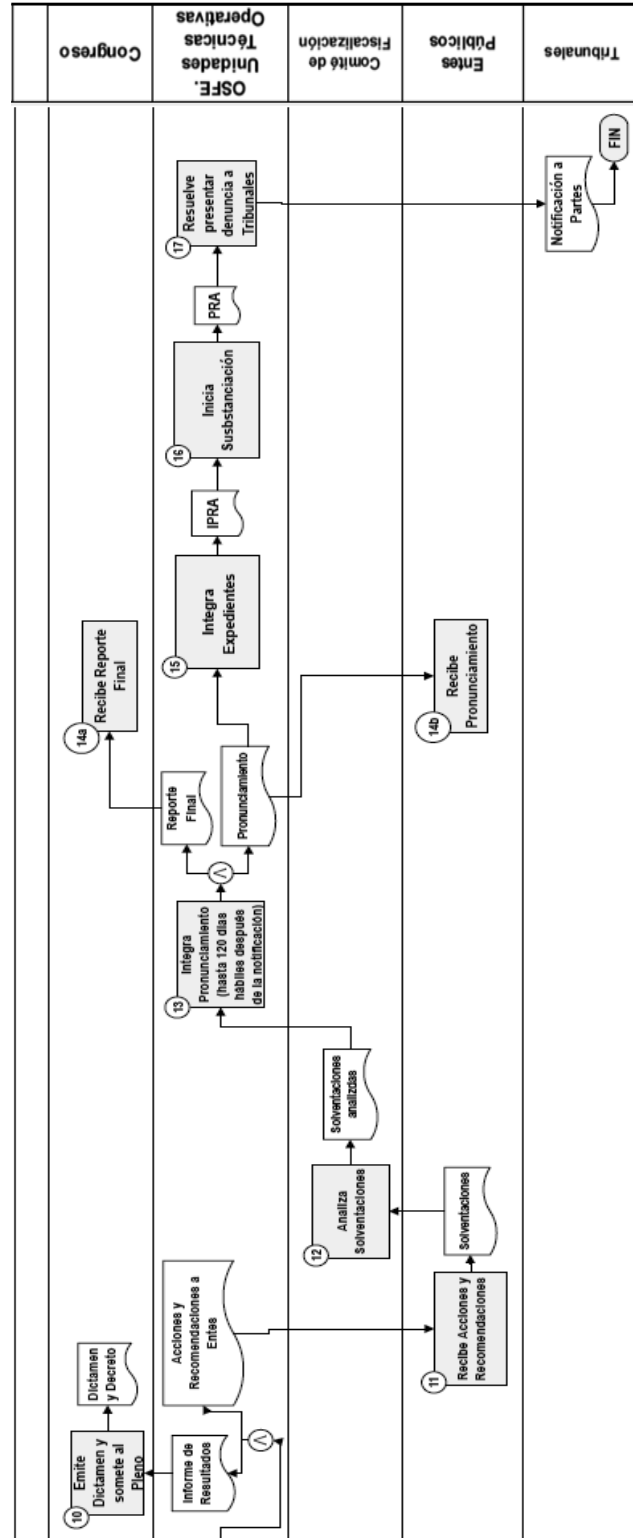 Congreso
OSFE.
Unidades
Técnicas
Operativas
Comité de
Fiscalización
Entes
Públicos
Tribunales
10
Emite
Dictamen y
somete al
Pleno
Dictamen
y Decreto
Informe de
Resultados
V
Acciones y
Recomendaciones a
Entes
11
Recibe Acciones y
Recomendaciones
Solventaciones
12
Analiza
Solventaciones
Solventaciones
analizdas
13
Integra
Pronunciamiento
(hasta 120 días
hábiles después
de la notificación)
V
Reporte
Final
Pronunciamiento
14a
Recibe Reporte
Final
14b
Recibe
Pronunciamiento
15
Integra
Expedientes
IPRA
16
Inicia
Susbstanciación
PRA
17
Resuelve
presentar
denuncia a
Tribunales
Notificación a
Partes
FIN